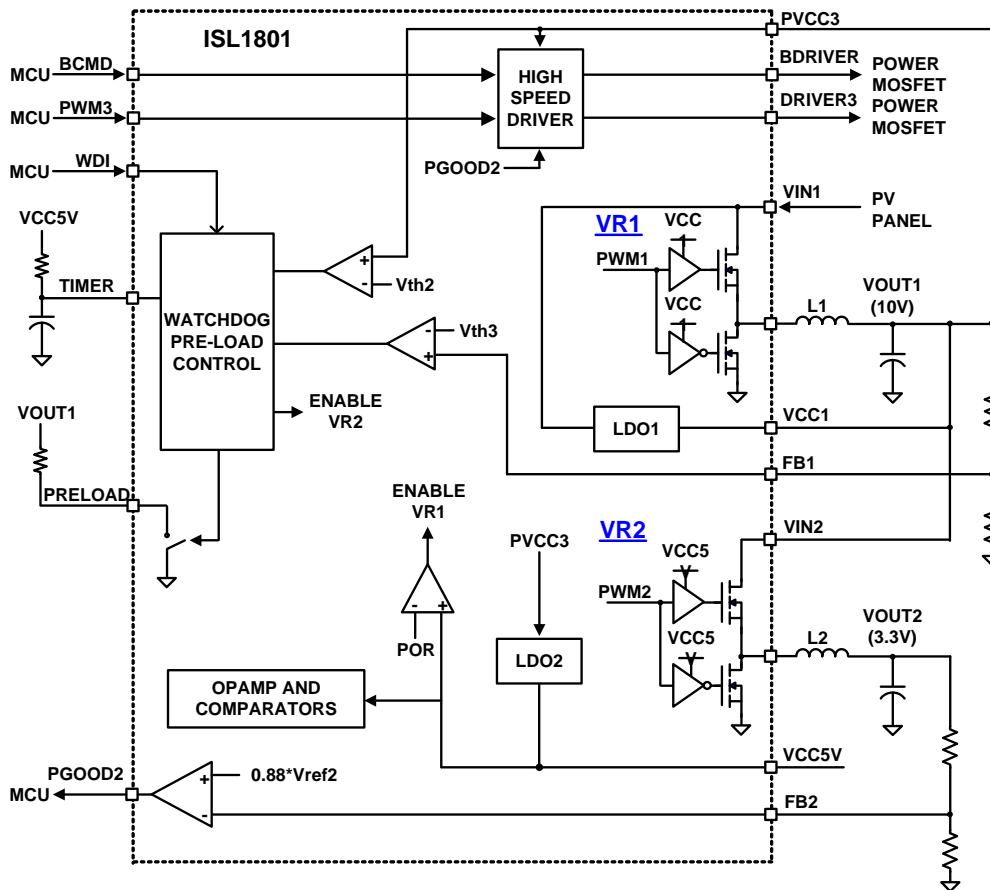 ISL1801
PVCC3
MCU BCMD
HIGH
SPEED
DRIVER
BDRIVER
POWER
MOSFET
MCU PWM3
DRIVER3
POWER
MOSFET
MCU WDI
PGOOD2
VIN1
PV
PANEL
VCC5V
VR1
VCC
PWM1
TIMER
+
-
Vth2
VCC
L1
VOUT1
(10V)
WATCHDOG
PRE-LOAD
CONTROL
-
Vth3
+
ENABLE
VR2
VOUT1
LDO1
VCC1
FB1
PRELOAD
ENABLE
VR1
PVCC3
VR2
VIN2
VCC5
PWM2
-
+
POR
LDO2
VCC5
L2
VOUT2
(3.3V)
OPAMP AND
COMPARATORS
VCC5V
PGOOD2
MCU
+
0.88*Vref2
-
FB2